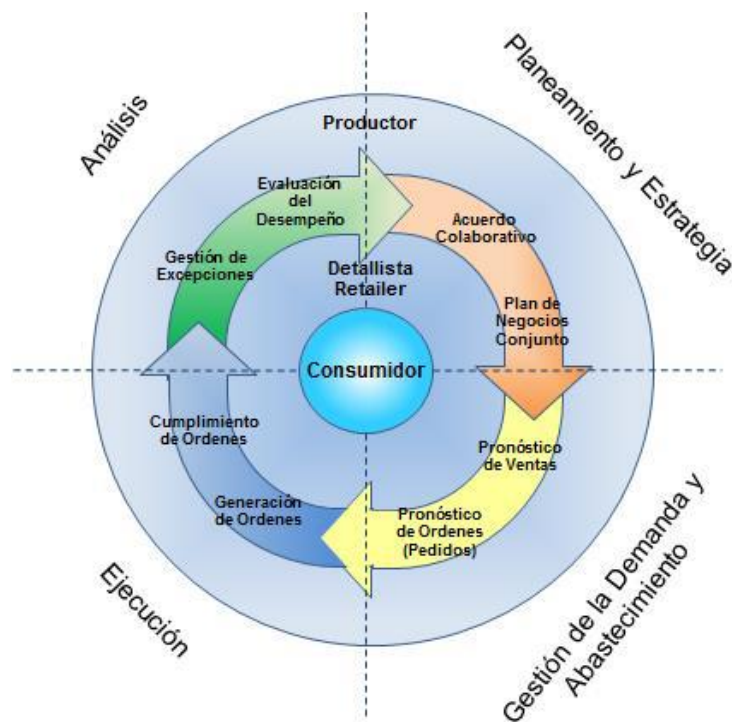 Análisis
Planeamiento y Estrategia
Productor
Evaluación
del
Desempeño
Acuerdo
Colaborativo
Gestión de
Excepciones
Detallista
Retailer
Plan de
Negocios
Conjunto
Consumidor
Cumplimiento
de Ordenes
Pronóstico
de Ventas
Generación
de Ordenes
Pronóstico
de Ordenes
(Pedidos)
Ejecución
Gestión de la Demanda y
Abastecimiento